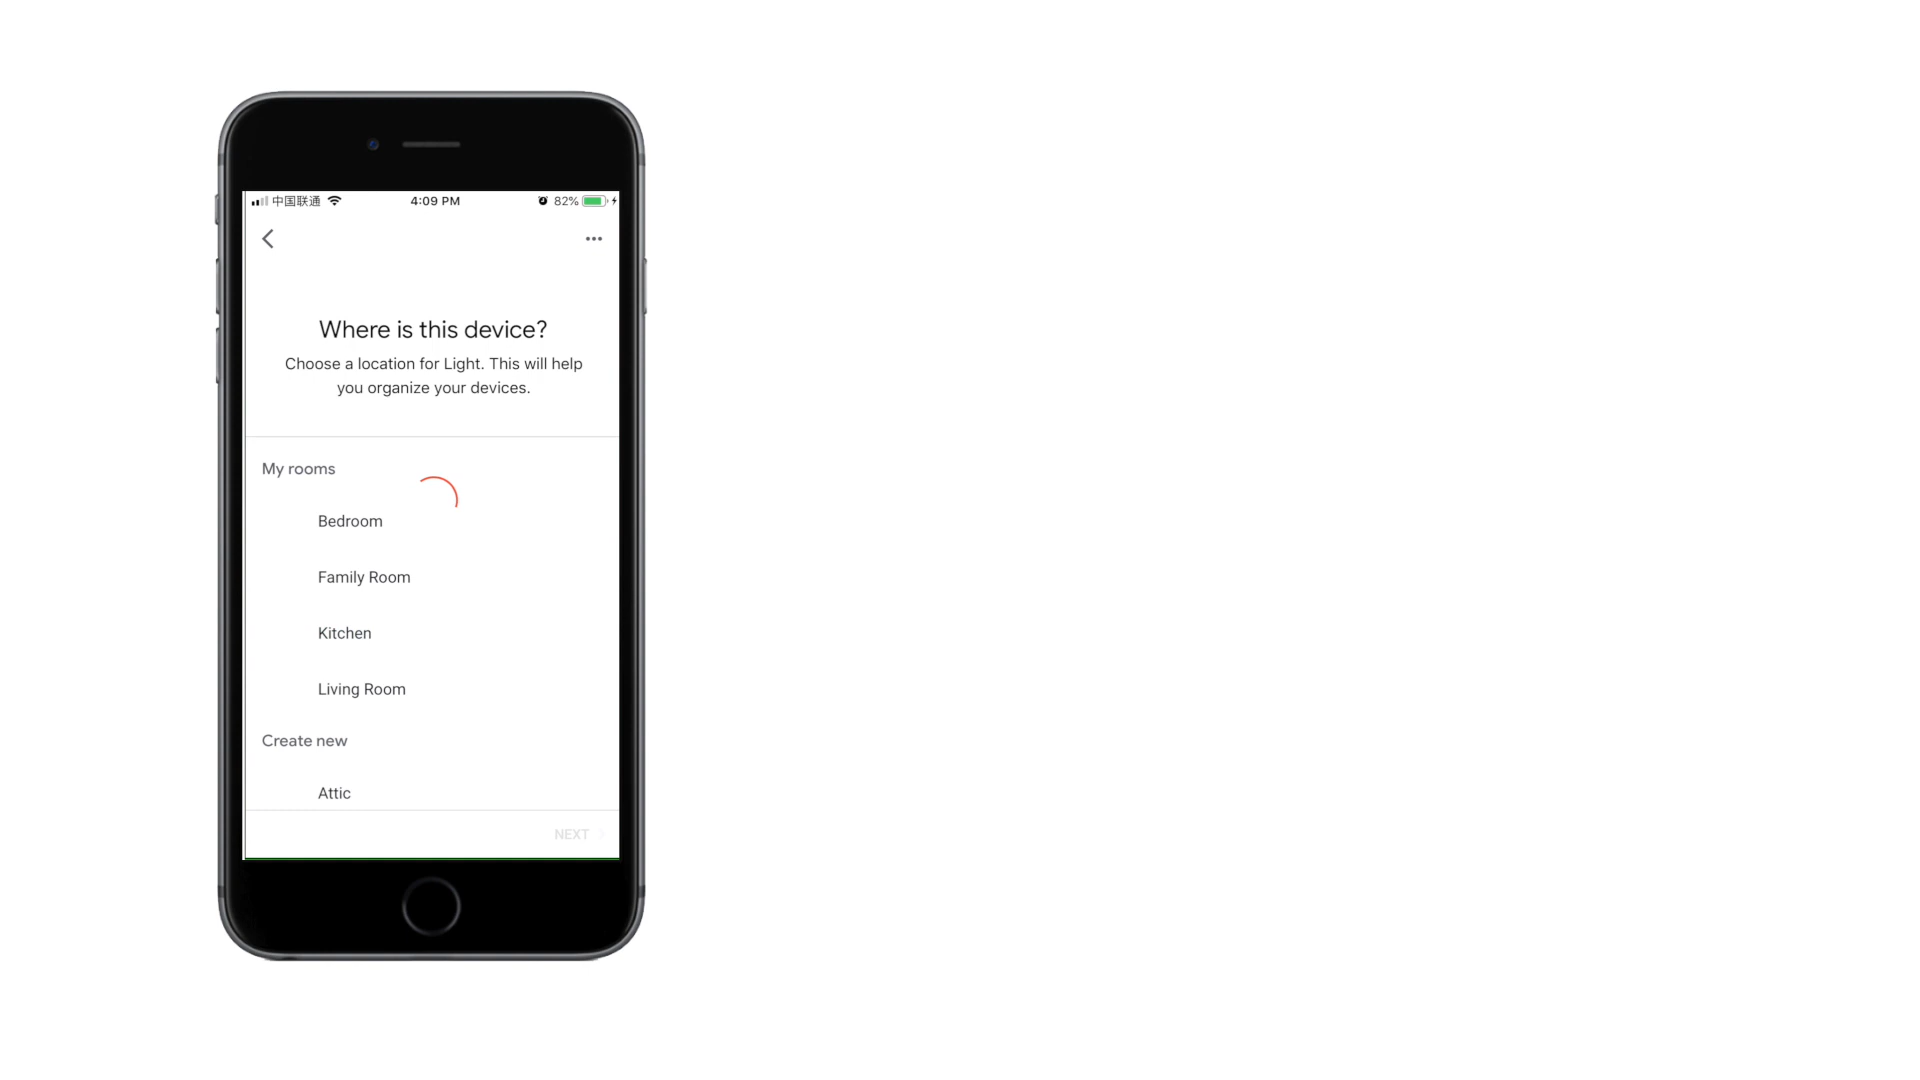 中国联通 4:09 PM 82%
Where is this device?
Choose a location for Light. This will help
you organize your devices.
My rooms
Bedroom
Family Room
Kitchen
Living Room
Create new
Attic
NEXT